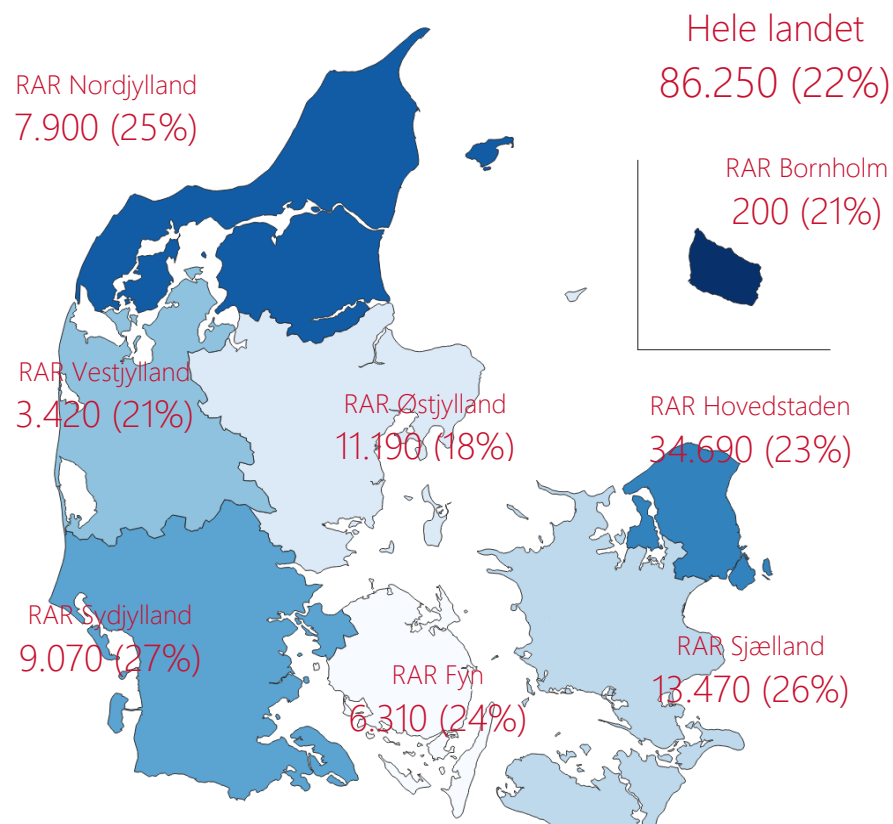 Hele landet
86.250 (22%)
RAR Nordjylland
7.900 (25%)
RAR Bornholm
200 (21%)
RAR Vestjylland
3.420 (21%)
RAR Østjylland
11.190 (18%)
RAR Hovedstaden
34.690 (23%)
RAR Sydjylland
9.070 (27%)
RAR Fyn
6.310 (24%)
RAR Sjælland
13.470 (26%)